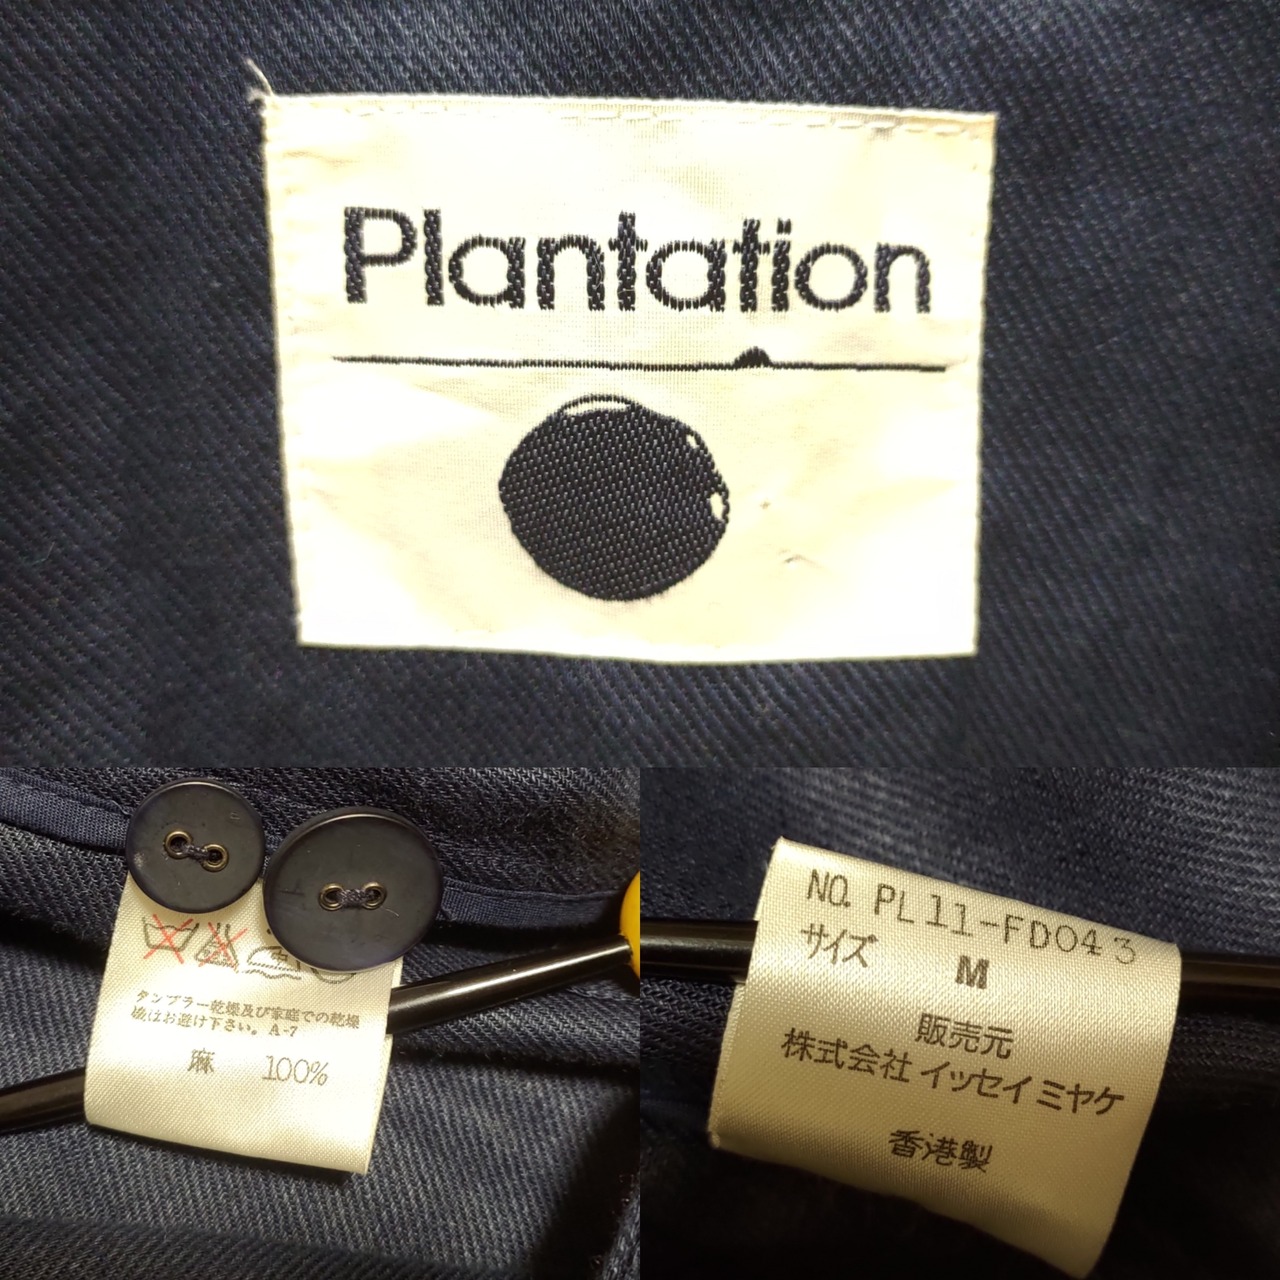 Plantation
タンブラー乾燥及び家庭での乾燥
機はお避け下さい。A-7
麻 100%
NO. PL11-FD043
サイズ M
販売元
株式会社 イッセイ ミヤケ
香港製